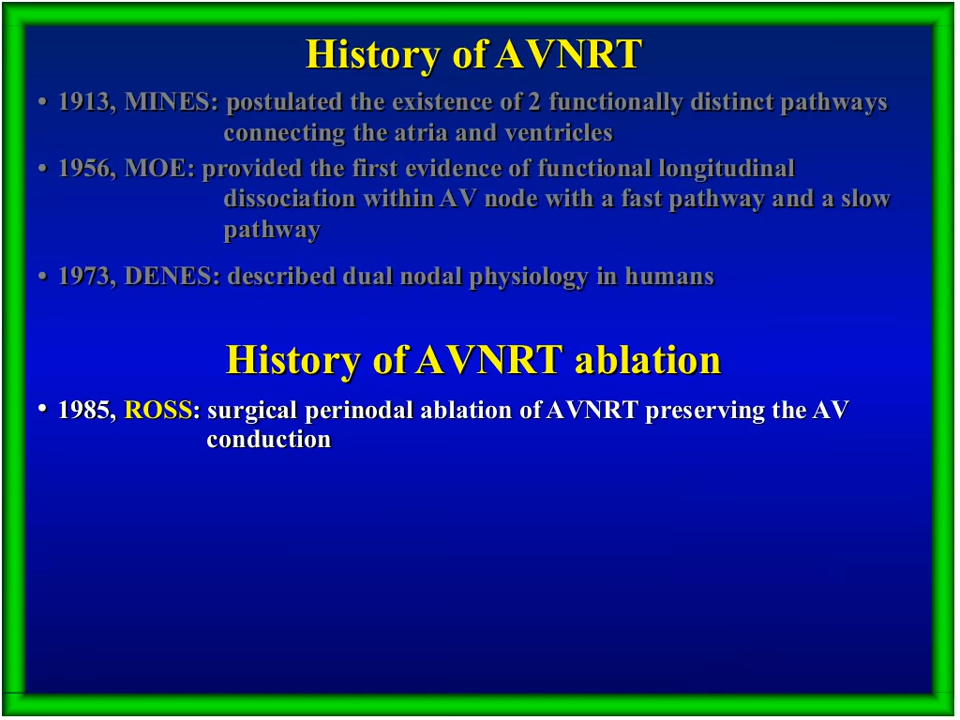 History of AVNRT
• 1913, MINES: postulated the existence of 2 functionally distinct pathways
connecting the atria and ventricles
• 1956, MOE: provided the first evidence of functional longitudinal
dissociation within AV node with a fast pathway and a slow
pathway
• 1973, DENES: described dual nodal physiology in humans
History of AVNRT ablation
• 1985, ROSS: surgical perinodal ablation of AVNRT preserving the AV
conduction